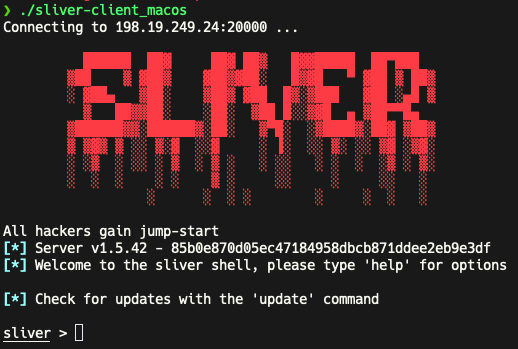 ❯ ./sliver-client_macos
Connecting to 198.19.249.24:20000 ...
SLIVER
All hackers gain jump-start
[*] Server v1.5.42 - 85b0e870d05ec47184958dbcb871ddee2eb9e3df
[*] Welcome to the sliver shell, please type 'help' for options
[*] Check for updates with the 'update' command
sliver >